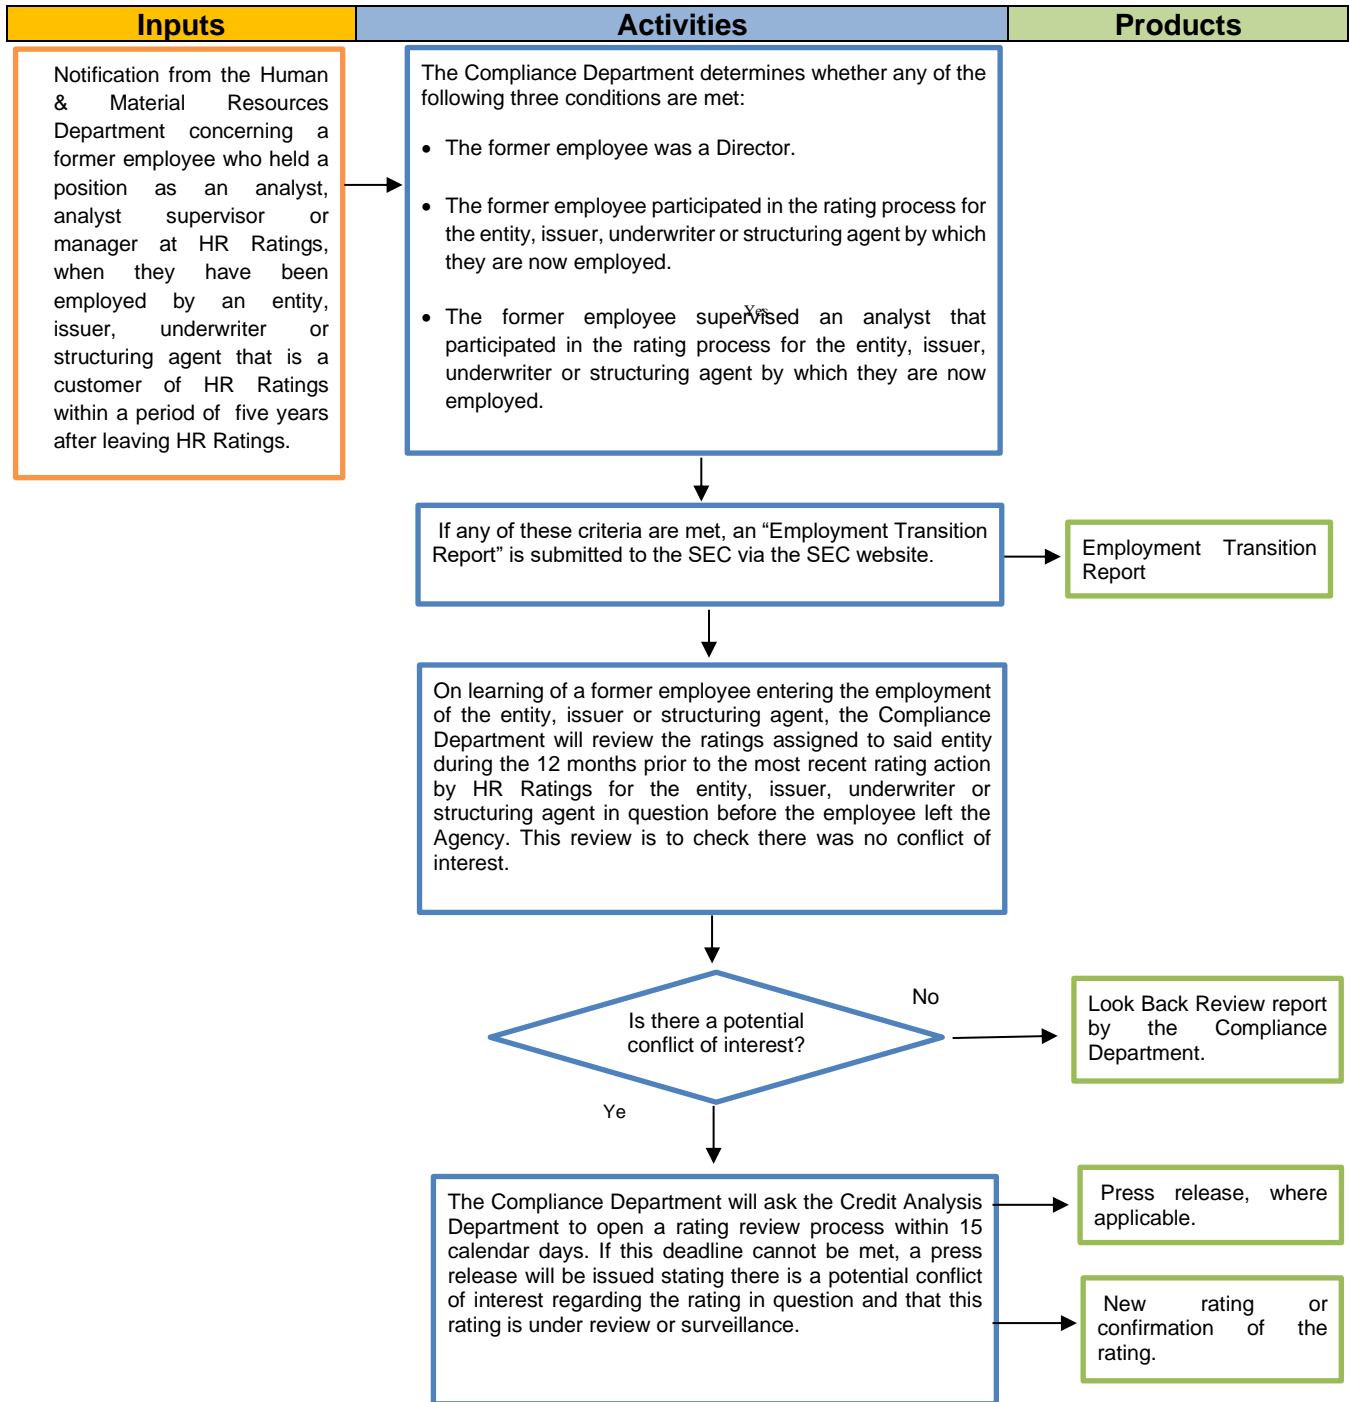 Inputs
Activities
Products
Notification from the Human
& Material Resources
Department concerning a
former employee who held a
position as an analyst,
analyst supervisor or
manager at HR Ratings,
when they have been
employed by an entity,
issuer, underwriter or
structuring agent that is a
customer of HR Ratings
within a period of five years
after leaving HR Ratings.
The Compliance Department determines whether any of the
following three conditions are met:
• The former employee was a Director.
• The former employee participated in the rating process for
the entity, issuer, underwriter or structuring agent by which
they are now employed.
Yes
• The former employee supervised an analyst that
participated in the rating process for the entity, issuer,
underwriter or structuring agent by which they are now
employed.
If any of these criteria are met, an “Employment Transition
Report” is submitted to the SEC via the SEC website.
Employment Transition
Report
On learning of a former employee entering the employment
of the entity, issuer or structuring agent, the Compliance
Department will review the ratings assigned to said entity
during the 12 months prior to the most recent rating action
by HR Ratings for the entity, issuer, underwriter or
structuring agent in question before the employee left the
Agency. This review is to check there was no conflict of
interest.
Is there a potential
conflict of interest?
No
Look Back Review report
by the Compliance
Department.
Ye
The Compliance Department will ask the Credit Analysis
Department to open a rating review process within 15
calendar days. If this deadline cannot be met, a press
release will be issued stating there is a potential conflict
of interest regarding the rating in question and that this
rating is under review or surveillance.
Press release, where
applicable.
New rating or
confirmation of the
rating.